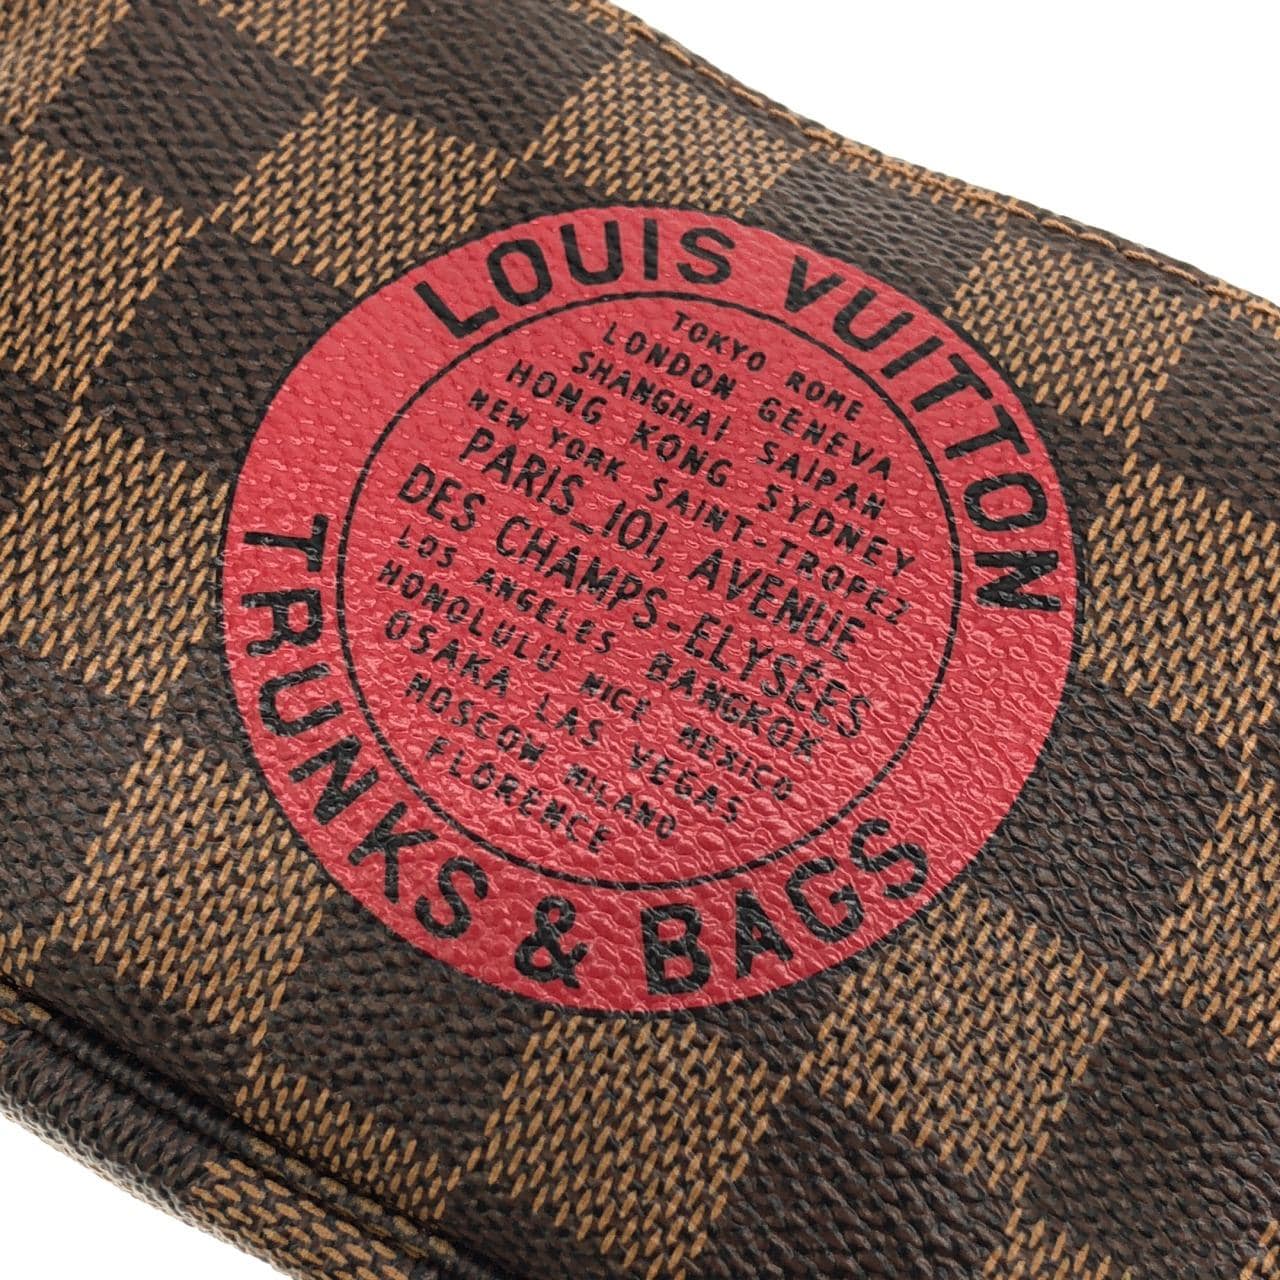 LOUIS VUITTON
TOKYO ROME
LONDON GENEVA
SHANGHAI SAIPAN
HONG KONG SYDNEY
NEW YORK SAINT-TROPEZ
PARIS_101, AVENUE
DES CHAMPS-ELYSÉES
LOS ANGELES BANGKOK
HONOLULU NICE MEXICO
OSAKA LAS VEGAS
MOSCOW MILANO
FLORENCE
TRUNKS & BAGS